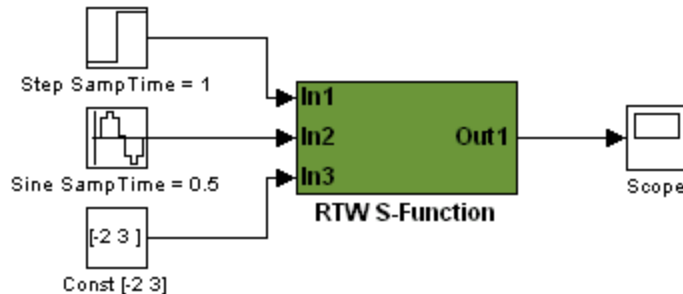 Step SampTime = 1
In1
In2
Out1
In3
Sine SampTime = 0.5
Scope
RTW S-Function
[-2 3 ]
Const [-2 3]